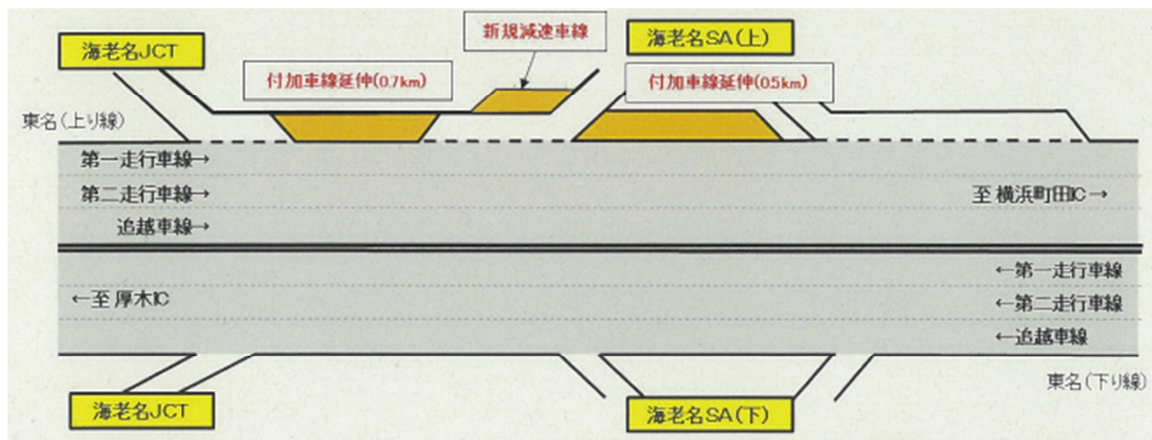 新規減速車線
海老名JCT
海老名SA(上)
付加車線延伸(0.7km)
付加車線延伸(0.5km)
東名(上り線)
第一走行車線→
第二走行車線→
至 横浜町田IC→
追越車線→
←第一走行車線
←至 厚木IC
←第二走行車線
←追越車線
東名(下り線)
海老名JCT
海老名SA(下)